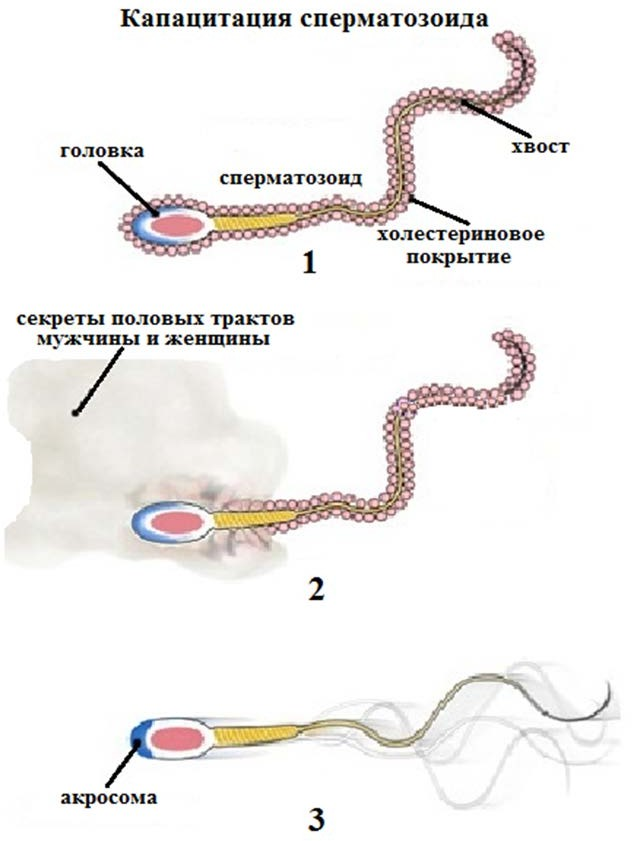 Капацитация сперматозоида
головка
сперматозоид
хвост
холестериновое
покрытие
1
секреты половых трактов
мужчины и женщины
2
акросома
3